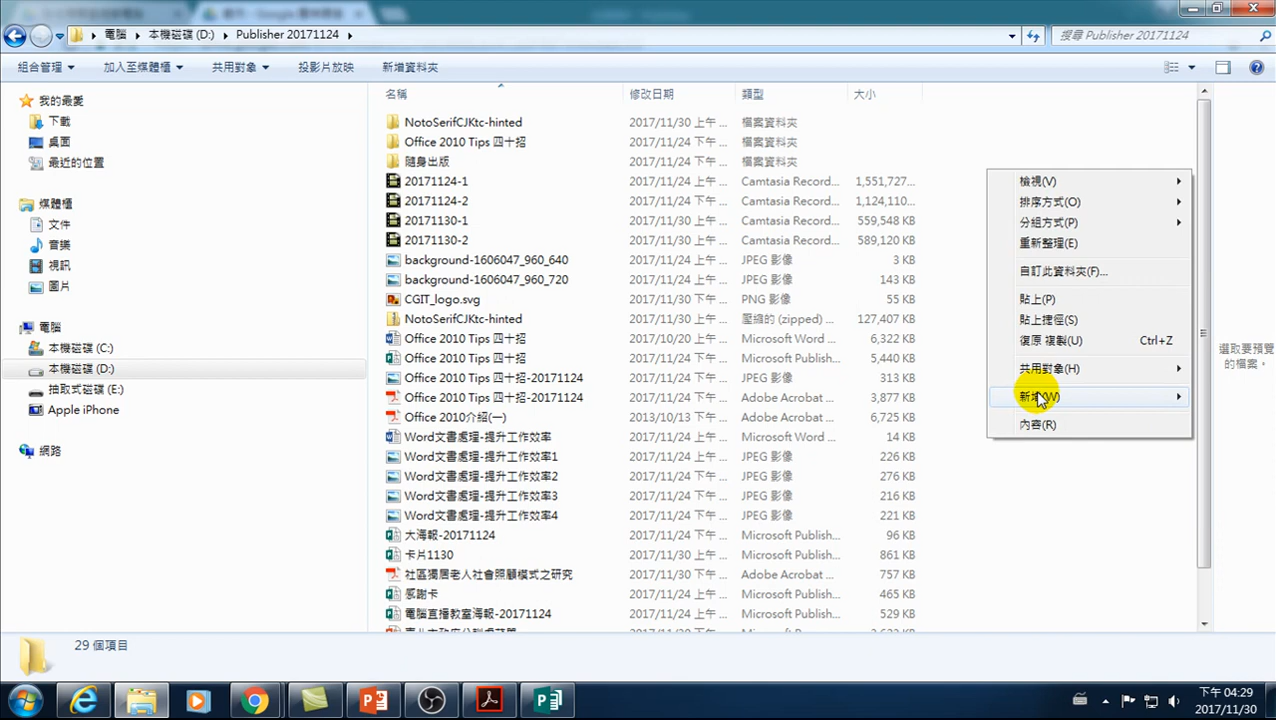 電腦 ▸ 本機磁碟 (D:) ▸ Publisher 20171124 ▸
搜尋 Publisher 20171124
組合管理 加入至媒體櫃 共用對象 投影片放映 新增資料夾
我的最愛
下載
桌面
最近的位置
媒體櫃
文件
音樂
視訊
圖片
電腦
本機磁碟 (C:)
本機磁碟 (D:)
抽取式磁碟 (E:)
Apple iPhone
網路
名稱 修改日期 類型 大小
NotoSerifCJKtc-hinted 2017/11/30 上午 ... 檔案資料夾
Office 2010 Tips 四十招 2017/11/24 上午 ... 檔案資料夾
隨身出版 2017/11/24 下午 ... 檔案資料夾
20171124-1 2017/11/24 上午 ... Camtasia Record... 1,551,727...
20171124-2 2017/11/24 上午 ... Camtasia Record... 1,124,110...
20171130-1 2017/11/30 上午 ... Camtasia Record... 559,548 KB
20171130-2 2017/11/30 上午 ... Camtasia Record... 589,120 KB
background-1606047_960_640 2017/11/24 上午 ... JPEG 影像 3 KB
background-1606047_960_720 2017/11/24 下午 ... JPEG 影像 143 KB
CGIT_logo.svg 2017/11/30 下午 ... PNG 影像 55 KB
NotoSerifCJKtc-hinted 2017/11/30 上午 ... 壓縮的 (zipped) ... 127,407 KB
Office 2010 Tips 四十招 2017/11/24 上午 ... Microsoft Word ... 6,322 KB
Office 2010 Tips 四十招 2017/11/24 下午 ... Microsoft Publish... 5,440 KB
Office 2010 Tips 四十招-20171124 2017/11/24 下午 ... Microsoft Publish... 313 KB
Office 2010 Tips 四十招-20171124 2017/11/24 下午 ... Adobe Acrobat ... 3,877 KB
Office 2010介紹(一) 2013/10/13 下午 ... Adobe Acrobat ... 6,725 KB
Word文書處理-提升工作效率 2017/11/24 上午 ... Microsoft Word ... 14 KB
Word文書處理-提升工作效率1 2017/11/24 下午 ... JPEG 影像 226 KB
Word文書處理-提升工作效率2 2017/11/24 下午 ... JPEG 影像 276 KB
Word文書處理-提升工作效率3 2017/11/24 下午 ... JPEG 影像 216 KB
Word文書處理-提升工作效率4 2017/11/24 下午 ... JPEG 影像 221 KB
大海報-20171124 2017/11/24 上午 ... Microsoft Publish... 96 KB
卡片1130 2017/11/30 上午 ... Microsoft Publish... 861 KB
社區獨居老人社會照顧模式之研究 2017/11/30 下午 ... Adobe Acrobat ... 757 KB
感謝卡 2017/11/24 上午 ... Microsoft Publish... 465 KB
電腦直播教室海報-20171124 2017/11/24 上午 ... Microsoft Publish... 529 KB
檢視(V)
排序方式(O)
分組方式(P)
重新整理(E)
自訂此資料夾(F)...
貼上(P)
貼上捷徑(S)
復原 複製(U) Ctrl+Z
共用對象(H)
新增(W)
內容(R)
選取要預覽
的檔案。
29 個項目
下午 04:29
2017/11/30